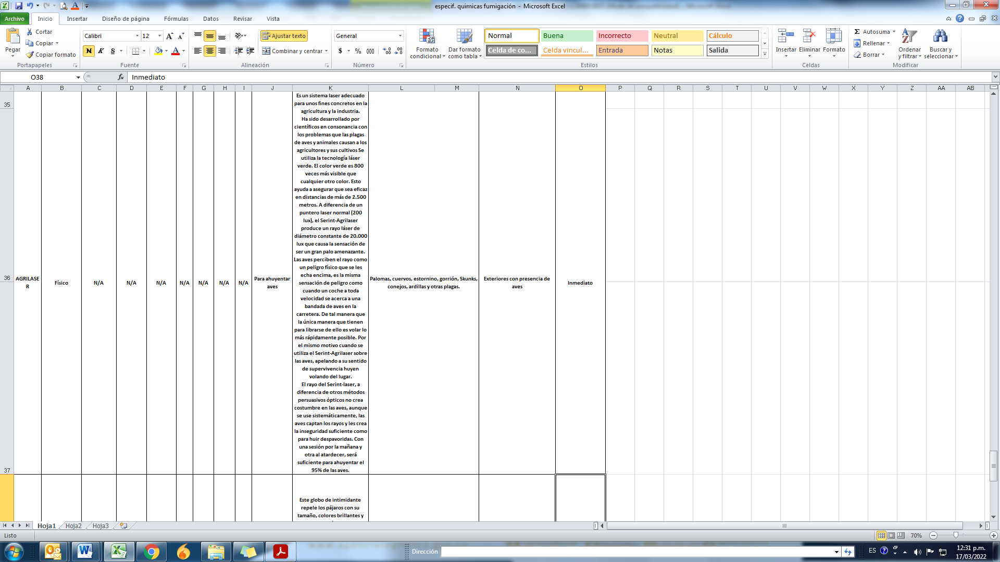 especif. quimicas fumigación - Microsoft Excel
Archivo
Inicio
Insertar
Diseño de página
Fórmulas
Datos
Revisar
Vista
Pegar
Cortar
Copiar
Copiar formato
Portapapeles
Calibri
12
N K S
Fuente
Ajustar texto
Combinar y centrar
Alineación
General
$ % 000
Número
Formato condicional
Dar formato como tabla
Normal
Buena
Incorrecto
Neutral
Cálculo
Celda de co...
Celda vincul...
Entrada
Notas
Salida
Estilos
Insertar
Eliminar
Formato
Celdas
Autosuma
Rellenar
Borrar
Ordenar y filtrar
Buscar y seleccionar
Modificar
O38
fx
Inmediato
A B C D E F G H I J K L M N O P Q R S T U V W X Y Z AA AB
35
36
37
AGRILASE
R
Físico
N/A
N/A
N/A
N/A
N/A
N/A
N/A
Para ahuyentar
aves
Es un sistema laser adecuado
para unos fines concretos en la
agricultura y la industria.
Ha sido desarrollado por
científicos en consonancia con
los problemas que las plagas
de aves y animales causan a los
agricultores y sus cultivos Se
utiliza la tecnología láser
verde. El color verde es 800
veces más visible que
cualquier otro color. Esto
ayuda a asegurar que sea eficaz
en distancias de más de 2.500
metros. A diferencia de un
puntero laser normal (200
lux), el Serint-Agrilaser
produce un rayo láser de
diámetro constante de 20.000
lux que causa la sensación de
ser un gran palo amenazante.
Las aves perciben el rayo como
un peligro físico que se les
echa encima, es la misma
sensación de peligro como
cuando un coche a toda
velocidad se acerca a una
bandada de aves en la
carretera. De tal manera que
la única manera que tienen
para librarse de ello es volar lo
más rápidamente posible. Por
el mismo motivo cuando se
utiliza el Serint-Agrilaser sobre
las aves, apelando a su sentido
de supervivencia huyen
volando del lugar.
El rayo del Serint-laser, a
diferencia de otros métodos
persuasivos ópticos no crea
costumbre en las aves, aunque
se use sistemáticamente, las
aves captan los rayos y les crea
la inseguridad suficiente como
para huir despavoridas. Con
una sesión por la mañana y
otra al atardecer, será
suficiente para ahuyentar el
95% de las aves.
Palomas, cuervos, estornino, gorrión, Skunks,
conejos, ardillas y otras plagas.
Exteriores con presencia de
aves
Inmediato
Este globo de intimidante
repele los pájaros con su
tamaño, colores brillantes y
Hoja1
Hoja2
Hoja3
Listo
70%
Dirección
ES
12:31 p.m.
17/03/2022